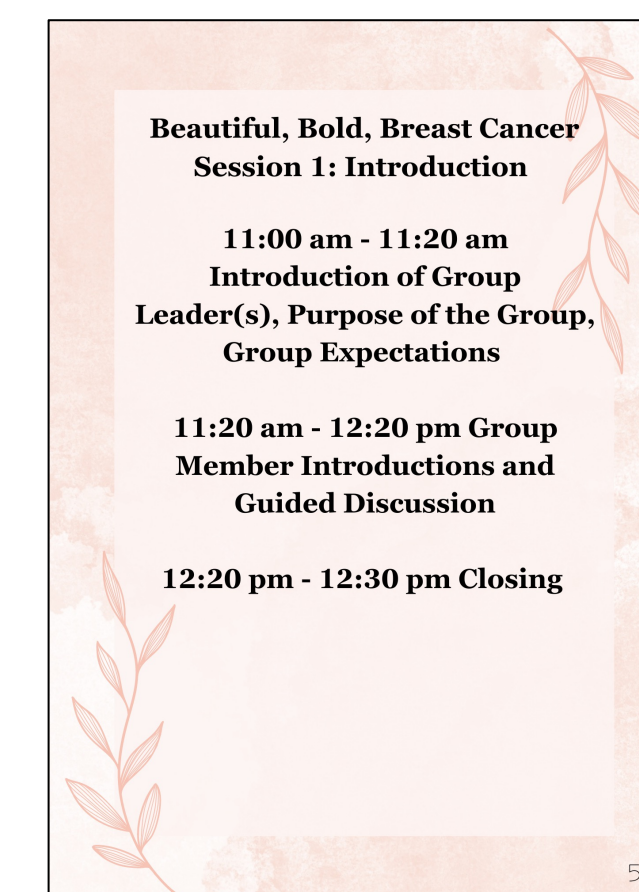 Beautiful, Bold, Breast Cancer
Session 1: Introduction
11:00 am - 11:20 am
Introduction of Group
Leader(s), Purpose of the Group,
Group Expectations
11:20 am - 12:20 pm Group
Member Introductions and
Guided Discussion
12:20 pm - 12:30 pm Closing
5